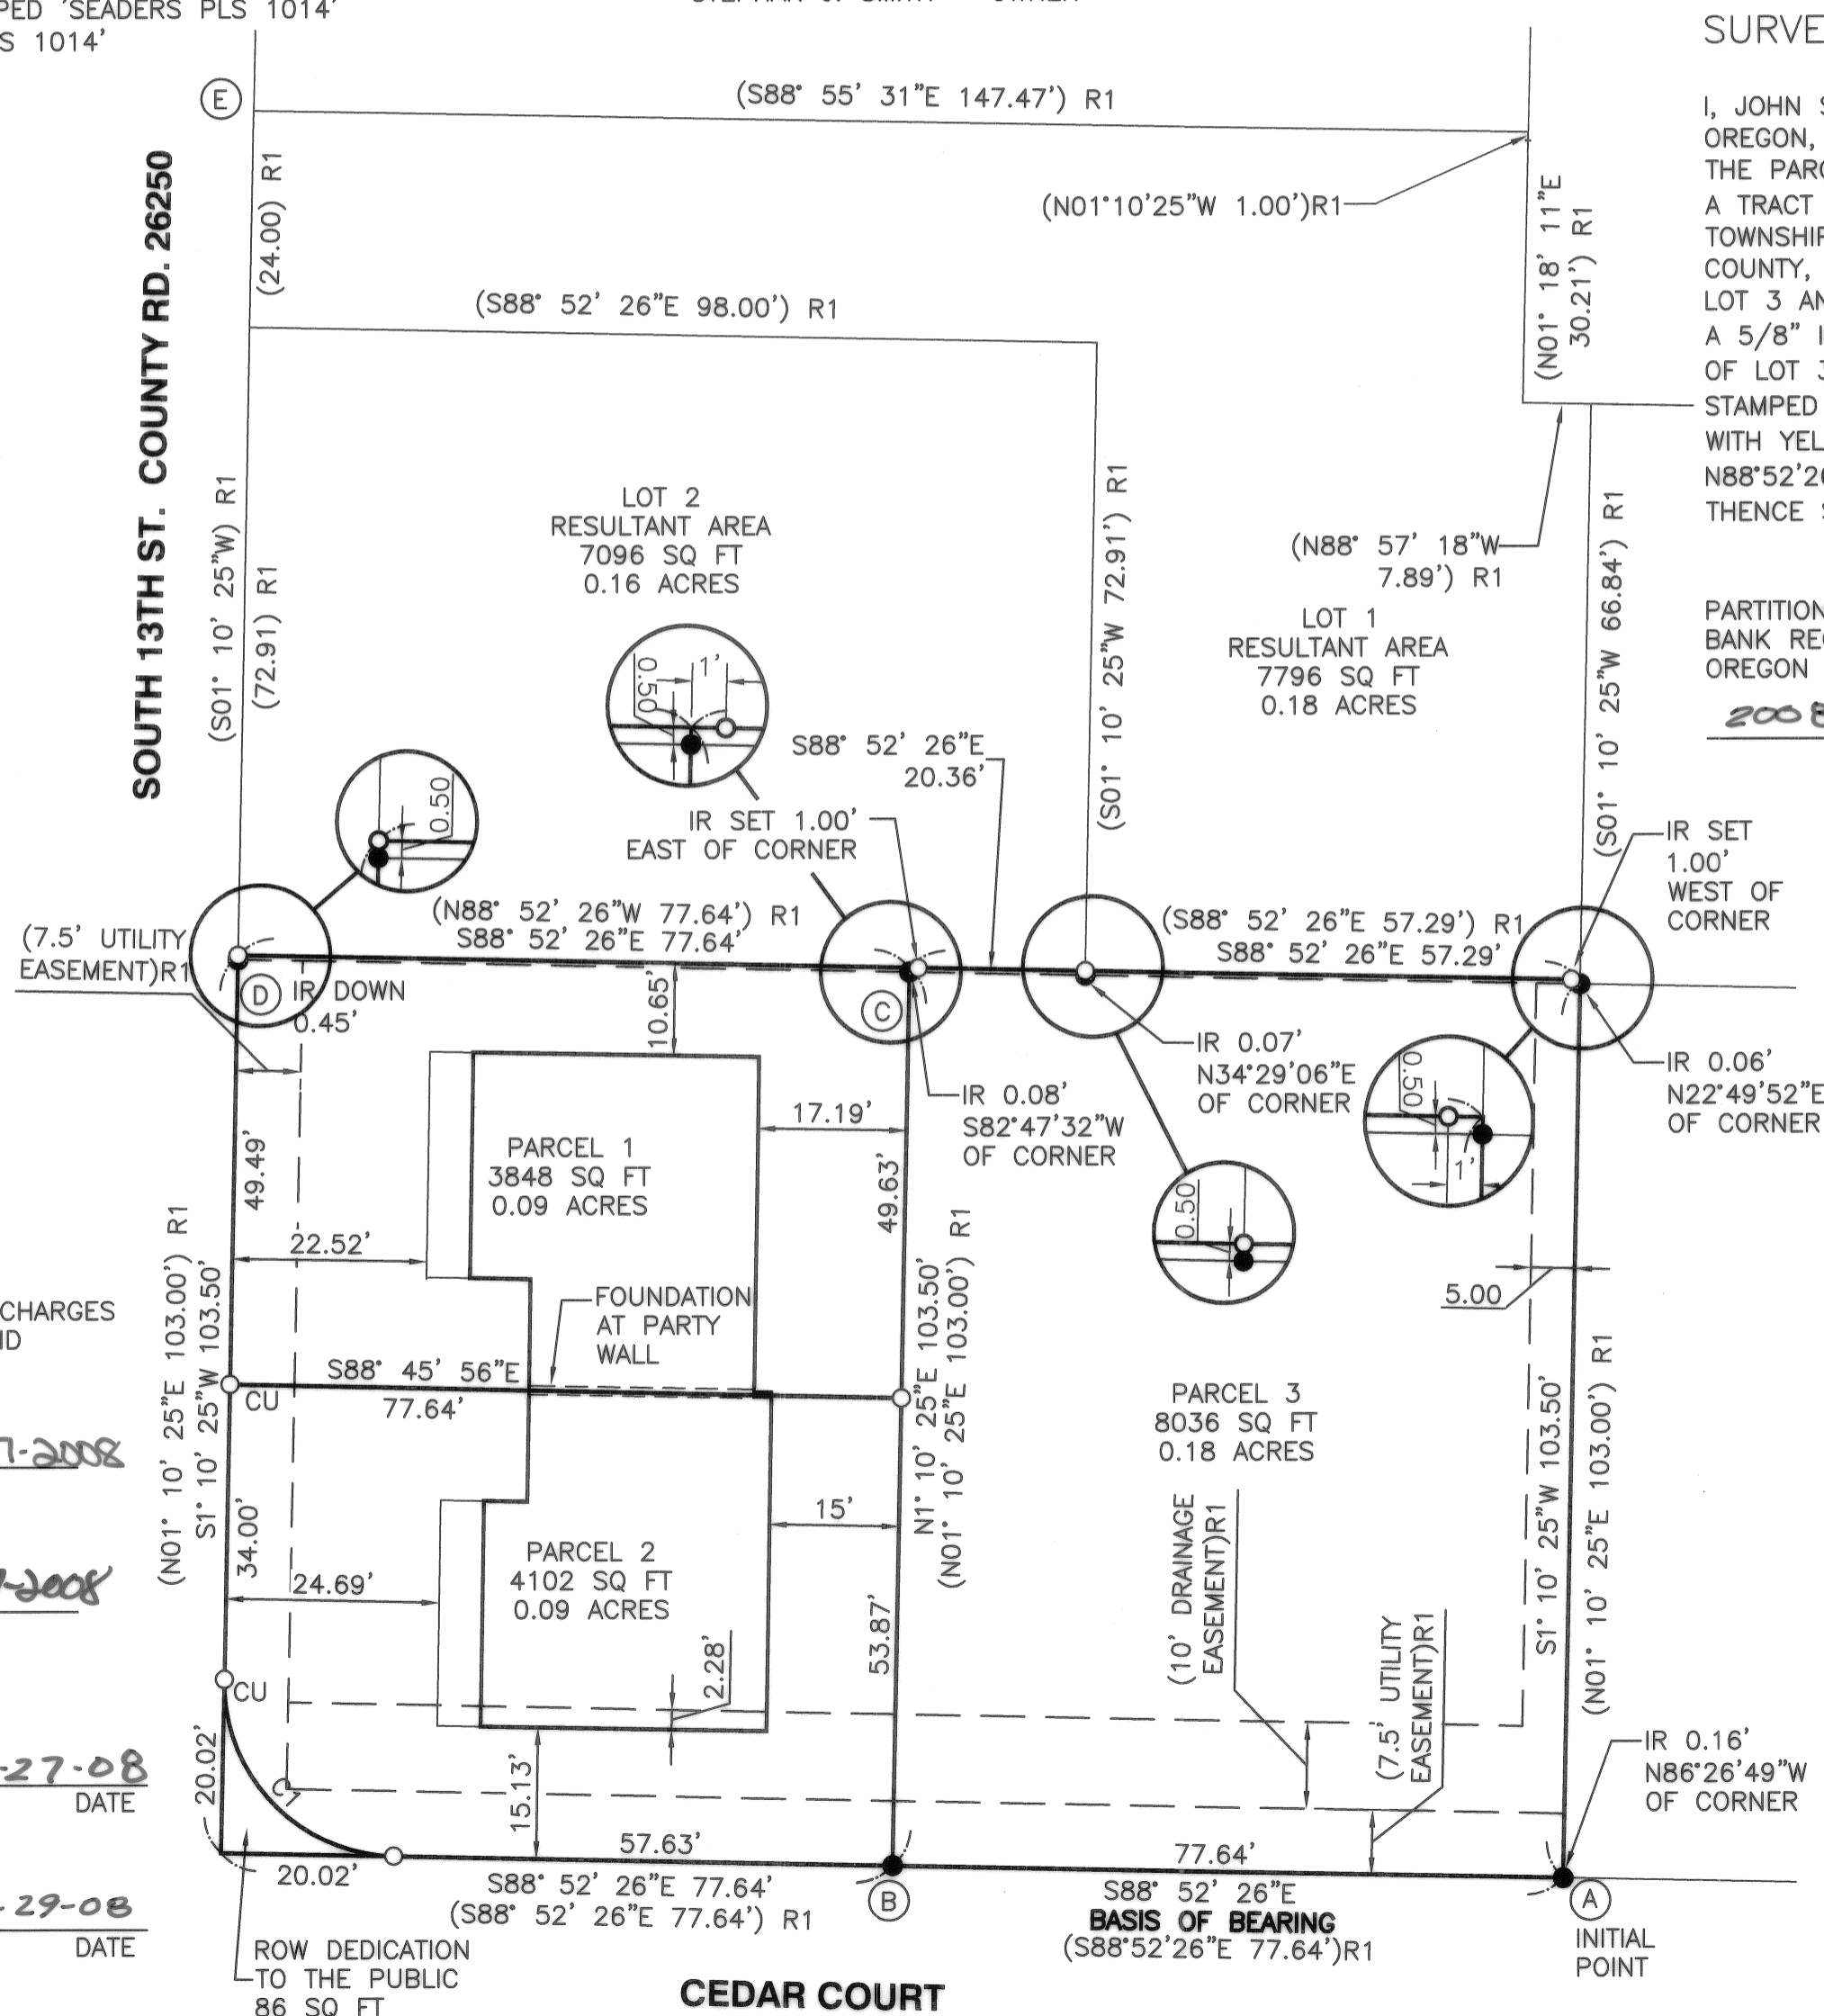 PED 'SEADERS PLS 1014'
S 1014'
SURVE
E
(S88° 55' 31"E 147.47') R1
I, JOHN S
OREGON,
THE PARC
A TRACT
TOWNSHIP
COUNTY,
LOT 3 AN
A 5/8" I
OF LOT 3
STAMPED
WITH YEL
N88°52'26
THENCE S
(24.00) R1
(N01°10'25"W 1.00')R1
(N01° 18' 11"E
30.21') R1
SOUTH 13TH ST. COUNTY RD. 26250
(S88° 52' 26"E 98.00') R1
(S01° 10' 25"W) R1
(72.91) R1
LOT 2
RESULTANT AREA
7096 SQ FT
0.16 ACRES
(S01° 10' 25"W 72.91') R1
(N88° 57' 18"W
7.89') R1
LOT 1
RESULTANT AREA
7796 SQ FT
0.18 ACRES
(S01° 10' 25"W 66.84') R1
PARTITION
BANK REC
OREGON
2008
0.50
1'
0.50
S88° 52' 26"E
20.36'
IR SET 1.00'
EAST OF CORNER
IR SET
1.00'
WEST OF
CORNER
(7.5' UTILITY
EASEMENT)R1
(N88° 52' 26"W 77.64') R1
S88° 52' 26"E 77.64'
(S88° 52' 26"E 57.29') R1
S88° 52' 26"E 57.29'
D
IR DOWN
0.45'
C
10.65'
IR 0.07'
N34°29'06"E
OF CORNER
IR 0.08'
S82°47'32"W
OF CORNER
0.50
1'
IR 0.06'
N22°49'52"E
OF CORNER
49.49'
PARCEL 1
3848 SQ FT
0.09 ACRES
17.19'
49.63'
0.50
22.52'
5.00
(N01° 10' 25"E 103.00') R1
S1° 10' 25"W 103.50'
FOUNDATION
AT PARTY
WALL
N1° 10' 25"E 103.50'
(N01° 10' 25"E 103.00') R1
CHARGES
ID
S88° 45' 56"E
77.64'
CU
PARCEL 3
8036 SQ FT
0.18 ACRES
S1° 10' 25"W 103.50'
(N01° 10' 25"E 103.00') R1
7-2008
34.00'
15'
(10' DRAINAGE
EASEMENT)R1
-2008
24.69'
PARCEL 2
4102 SQ FT
0.09 ACRES
2.28'
53.87'
(7.5' UTILITY
EASEMENT)R1
CU
20.02'
C1
15.13'
IR 0.16'
N86°26'49"W
OF CORNER
-27-08
DATE
20.02'
57.63'
77.64'
S88° 52' 26"E 77.64'
(S88° 52' 26"E 77.64') R1
B
S88° 52' 26"E
BASIS OF BEARING
(S88°52'26"E 77.64')R1
A
INITIAL
POINT
-29-08
DATE
ROW DEDICATION
TO THE PUBLIC
86 SQ FT
CEDAR COURT